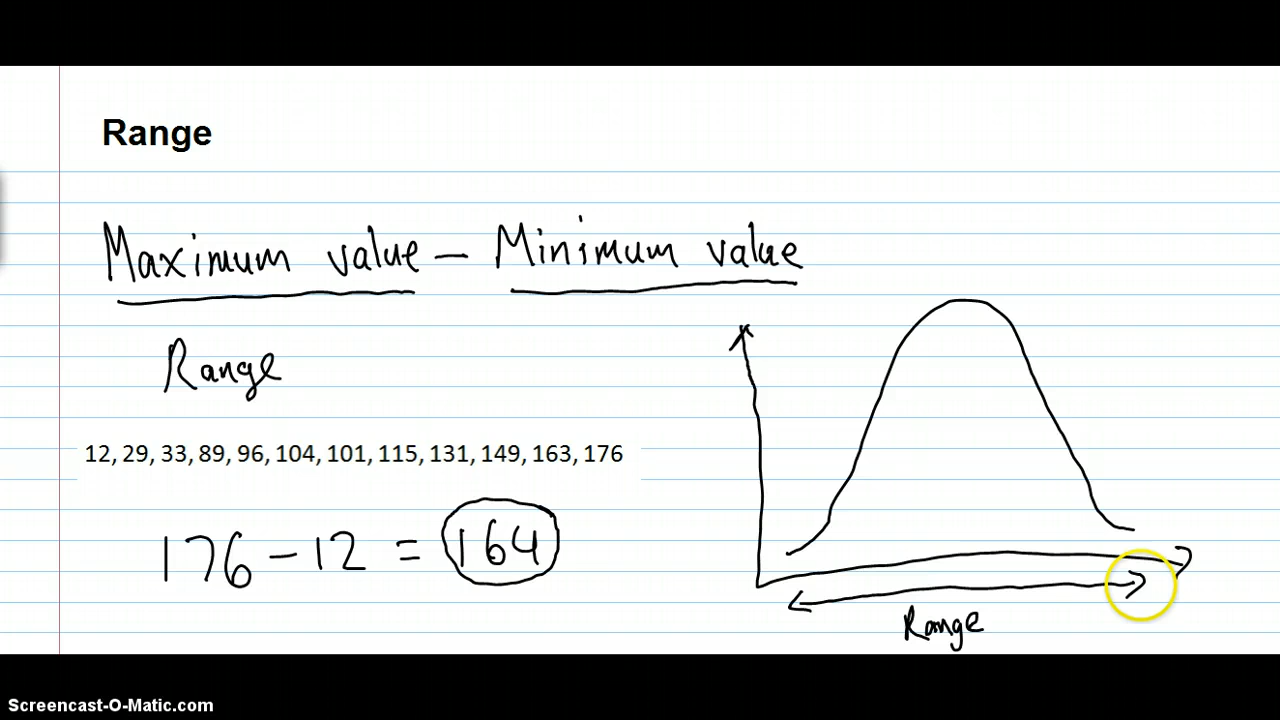 Range
Maximum value – Minimum value
Range
12, 29, 33, 89, 96, 104, 101, 115, 131, 149, 163, 176
176 – 12 = 164
Range
Screencast-O-Matic.com